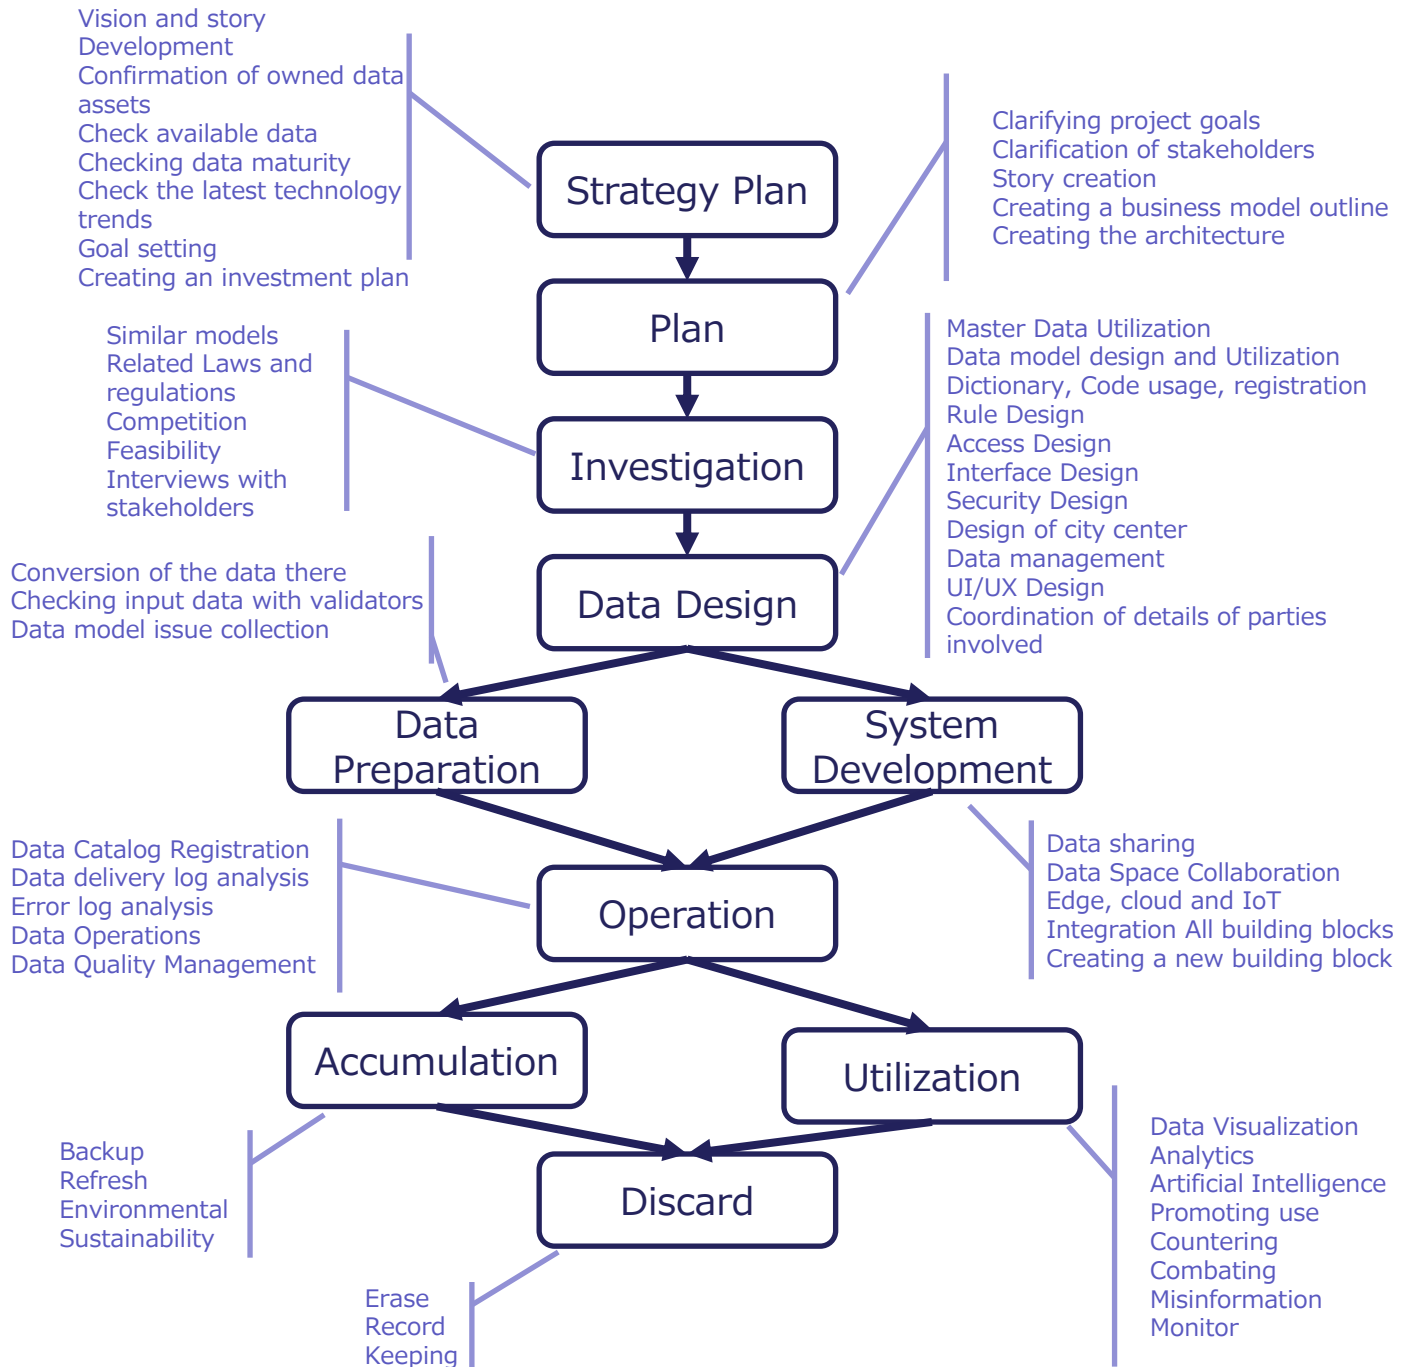 Vision and story
Development
Confirmation of owned data
assets
Check available data
Checking data maturity
Check the latest technology
trends
Goal setting
Creating an investment plan
Strategy Plan
Clarifying project goals
Clarification of stakeholders
Story creation
Creating a business model outline
Creating the architecture
Plan
Similar models
Related Laws and
regulations
Competition
Feasibility
Interviews with
stakeholders
Investigation
Master Data Utilization
Data model design and Utilization
Dictionary, Code usage, registration
Rule Design
Access Design
Interface Design
Security Design
Design of city center
Data management
UI/UX Design
Coordination of details of parties
involved
Data Design
Conversion of the data there
Checking input data with validators
Data model issue collection
Data
Preparation
System
Development
Data Catalog Registration
Data delivery log analysis
Error log analysis
Data Operations
Data Quality Management
Operation
Data sharing
Data Space Collaboration
Edge, cloud and IoT
Integration All building blocks
Creating a new building block
Accumulation
Utilization
Backup
Refresh
Environmental
Sustainability
Discard
Data Visualization
Analytics
Artificial Intelligence
Promoting use
Countering
Combating
Misinformation
Monitor
Erase
Record
Keeping